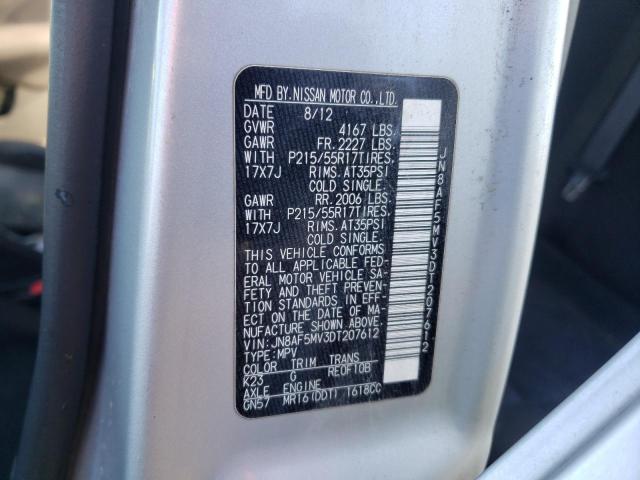 MFD BY. NISSAN MOTOR CO., LTD.
DATE 8/12
GVWR 4167 LBS.
GAWR FR. 2227 LBS.
WITH P215/55R17TIRES,
17X7J RIMS, AT35PSI
COLD SINGLE.
GAWR RR. 2006 LBS.
WITH P215/55R17TIRES,
17X7J RIMS, AT35PSI
COLD SINGLE.
THIS VEHICLE CONFORMS
TO ALL APPLICABLE FED-
ERAL MOTOR VEHICLE SA-
FETY AND THEFT PREVEN-
TION STANDARDS IN EFF-
ECT ON THE DATE OF MA-
NUFACTURE SHOWN ABOVE.
VIN: JN8AF5MV3DT207612
TYPE: MPV
COLOR TRIM TRANS
K23 G RE0F10B
AXLE ENGINE
GN57 MR16(DDT) 1618CC
JN8AF5MV3DT207612